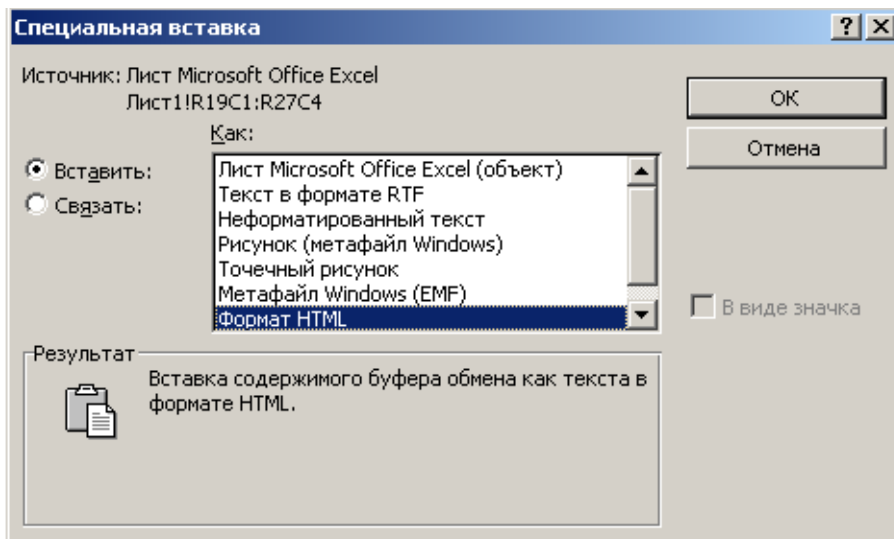 Специальная вставка
Источник: Лист Microsoft Office Excel
Лист1!R19C1:R27C4
Как:
Вставить:
Связать:
Лист Microsoft Office Excel (объект)
Текст в формате RTF
Неформатированный текст
Рисунок (метафайл Windows)
Точечный рисунок
Метафайл Windows (EMF)
Формат HTML
ОК
Отмена
В виде значка
Результат
Вставка содержимого буфера обмена как текста в
формате HTML.